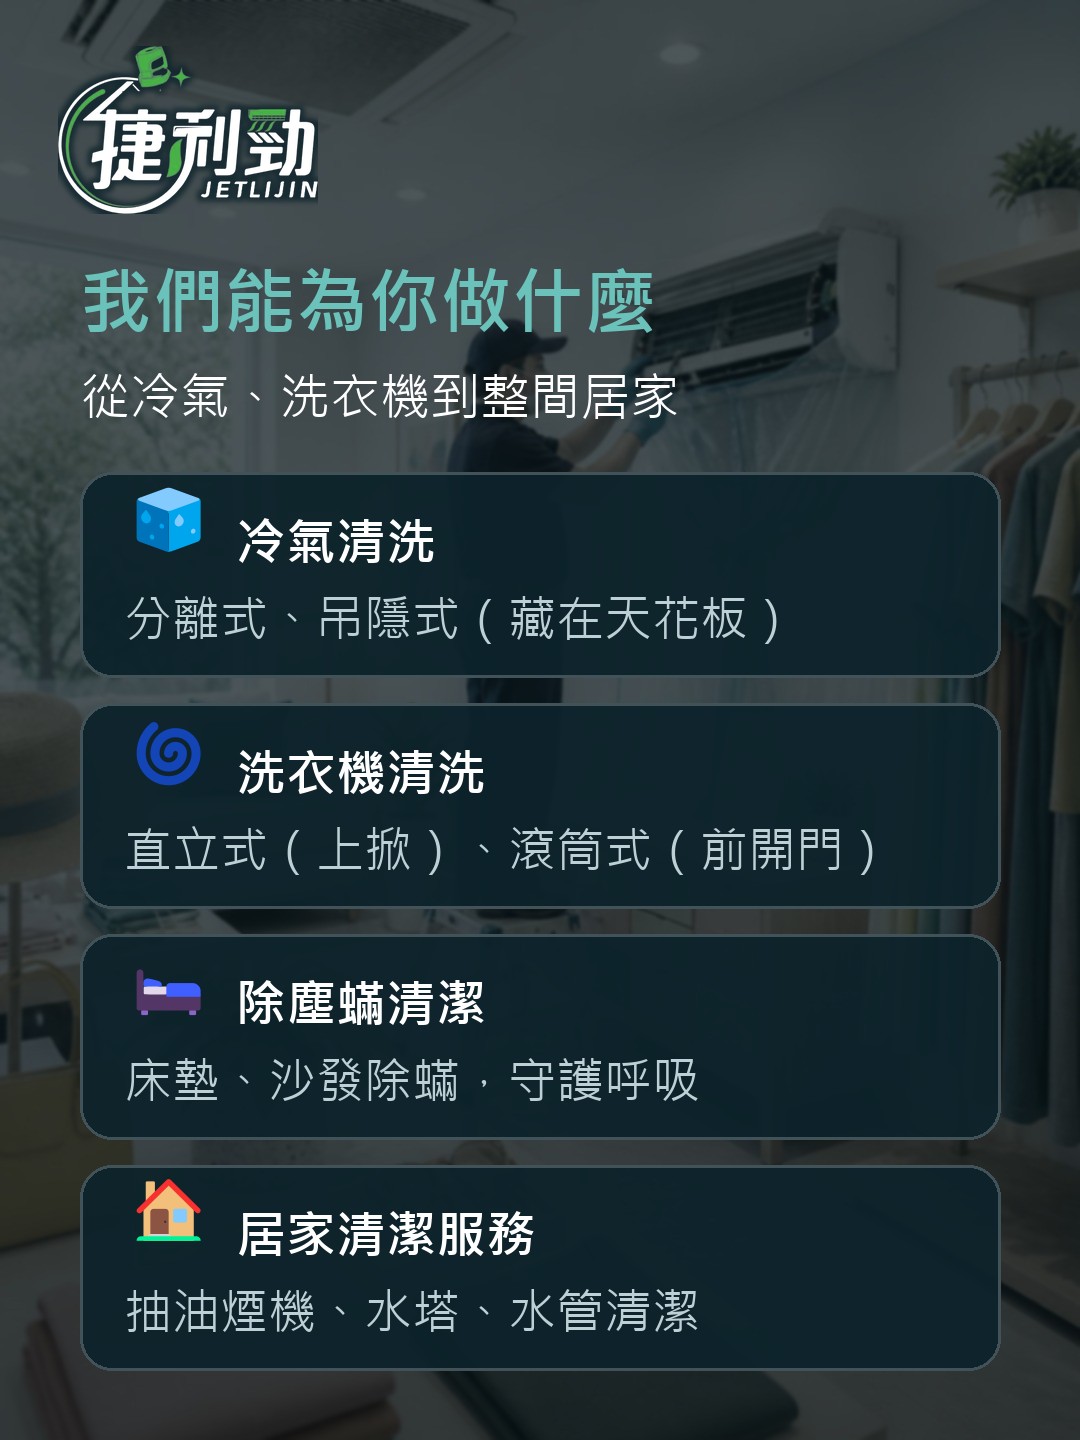 捷利勁
JETLIJIN
我們能為你做什麼
從冷氣、洗衣機到整間居家
冷氣清洗
分離式、吊隱式（藏在天花板）
洗衣機清洗
直立式（上掀）、滾筒式（前開門）
除塵蟎清潔
床墊、沙發除蟎，守護呼吸
居家清潔服務
抽油煙機、水塔、水管清潔